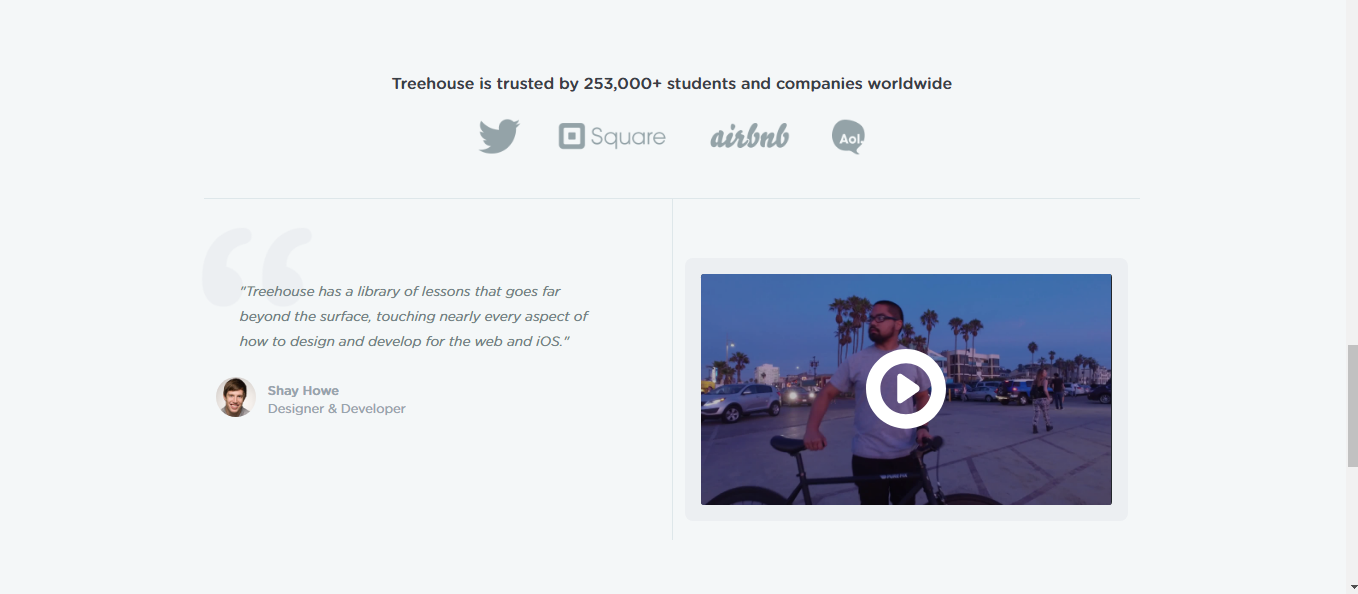 Treehouse is trusted by 253,000+ students and companies worldwide
Square
airbnb
Aol.
"Treehouse has a library of lessons that goes far
beyond the surface, touching nearly every aspect of
how to design and develop for the web and iOS."
Shay Howe
Designer & Developer